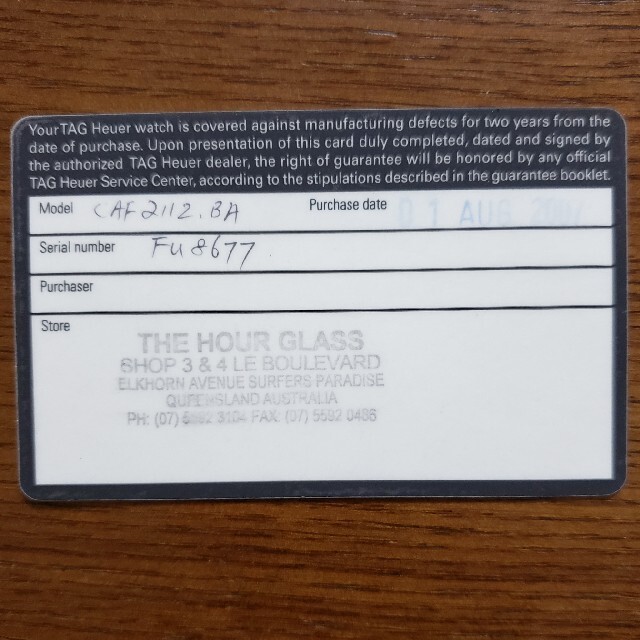 Your TAG Heuer watch is covered against manufacturing defects for two years from the
date of purchase. Upon presentation of this card duly completed, dated and signed by
the authorized TAG Heuer dealer, the right of guarantee will be honored by any official
TAG Heuer Service Center, according to the stipulations described in the guarantee booklet.
Model CAF2112.BA Purchase date 01 AUG 2007
Serial number FU8677
Purchaser
Store
THE HOUR GLASS
SHOP 3 & 4 LE BOULEVARD
ELKHORN AVENUE SURFERS PARADISE
QUEENSLAND AUSTRALIA
PH: (07) 3104 FAX: (07) 5592 0486